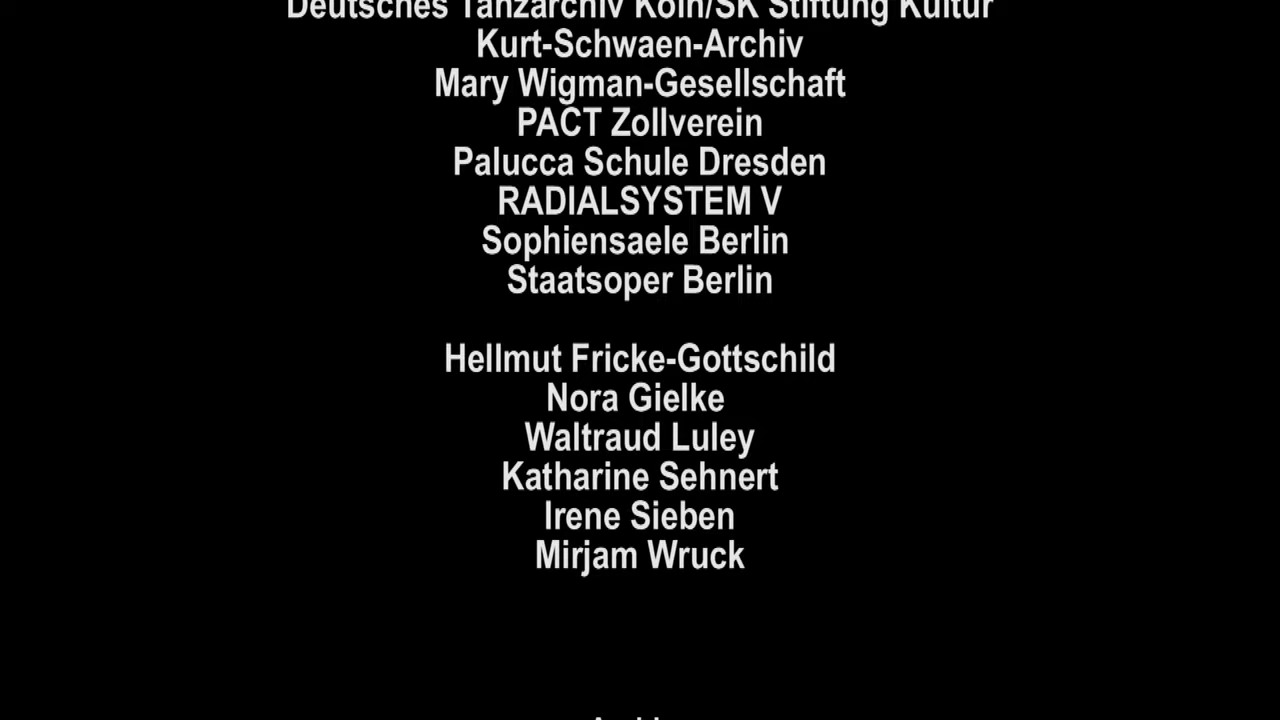 Deutsches Tanzarchiv Köln/SK Stiftung Kultur
Kurt-Schwaen-Archiv
Mary Wigman-Gesellschaft
PACT Zollverein
Palucca Schule Dresden
RADIALSYSTEM V
Sophiensaele Berlin
Staatsoper Berlin
Hellmut Fricke-Gottschild
Nora Gielke
Waltraud Luley
Katharine Sehnert
Irene Sieben
Mirjam Wruck